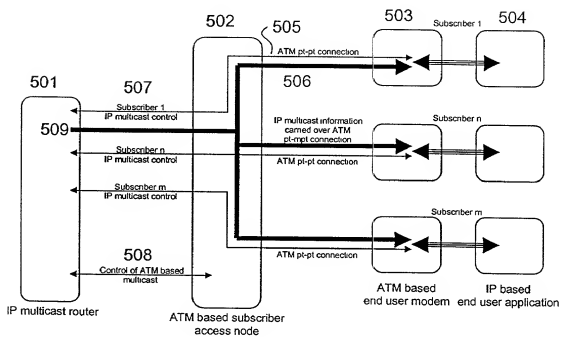 502
505
503
504
Subscriber 1
ATM pt-pt connection
501
507
506
Subscriber 1
IP multicast control
509
IP multicast information
carried over ATM
pt-mpt connection
Subscriber n
Subscriber n
IP multicast control
ATM pt-pt connection
Subscriber m
IP multicast control
Subscriber m
508
ATM pt-pt connection
Control of ATM based
multicast
IP multicast router
ATM based subscriber
access node
ATM based
end user modem
IP based
end user application